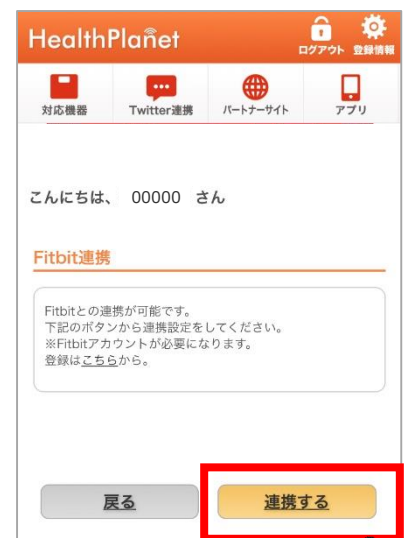 HealthPlanet
ログアウト 登録情報
対応機器 Twitter連携 パートナーサイト アプリ
こんにちは、 00000 さん
Fitbit連携
Fitbitとの連携が可能です。
下記のボタンから連携設定をしてください。
※Fitbitアカウントが必要になります。
登録はこちらから。
戻る 連携する